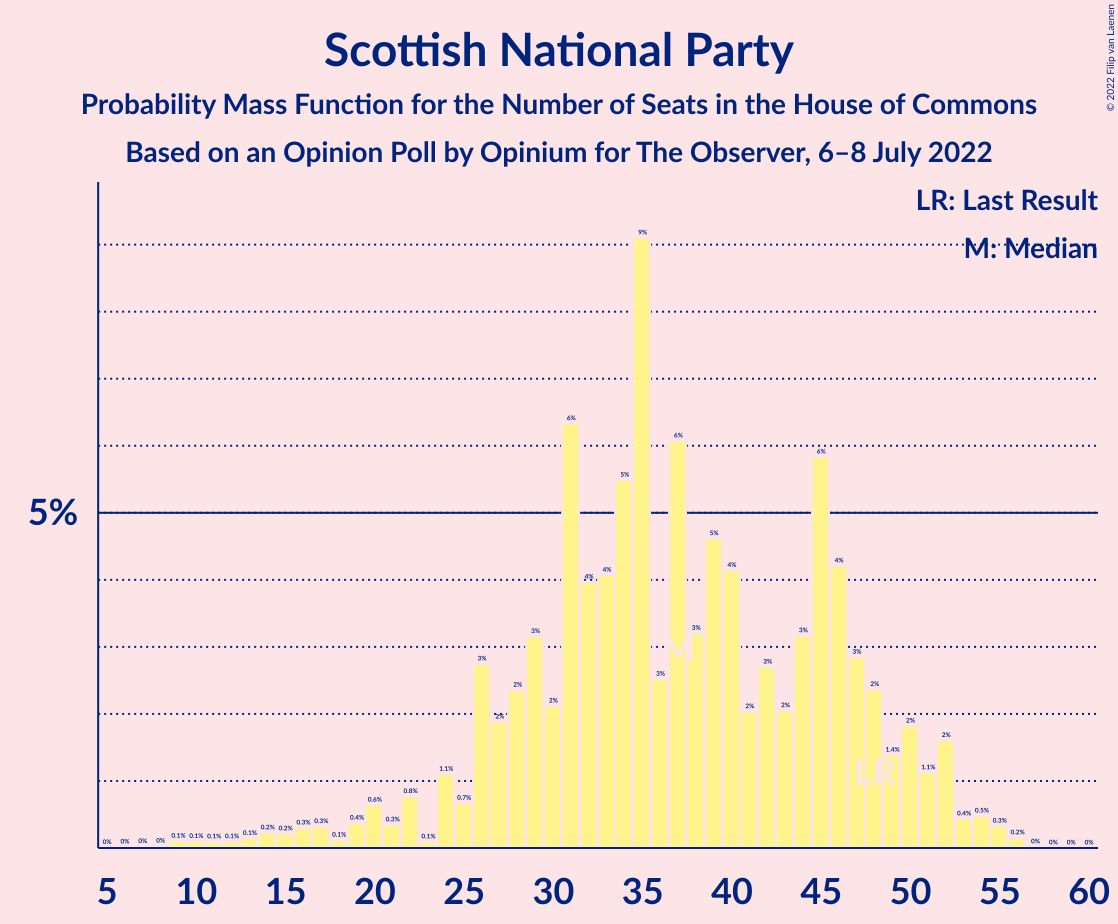 Scottish National Party
Probability Mass Function for the Number of Seats in the House of Commons
Based on an Opinion Poll by Opinium for The Observer, 6–8 July 2022
© 2022 Filip van Laenen
LR: Last Result
M: Median
5%
0% 0% 0% 0% 0.1% 0.1% 0.1% 0.1% 0.1% 0.2% 0.2% 0.3% 0.3% 0.1% 0.4% 0.6% 0.3% 0.8% 0.1% 1.1% 0.7% 3% 2% 2% 3% 2% 6% 4% 4% 5% 9% 3% 6% 3% 5% 4% 2% 3% 2% 3% 6% 4% 3% 2% 1.4% 2% 1.1% 2% 0.4% 0.5% 0.3% 0.2% 0% 0% 0% 0%
M
LR
5 10 15 20 25 30 35 40 45 50 55 60